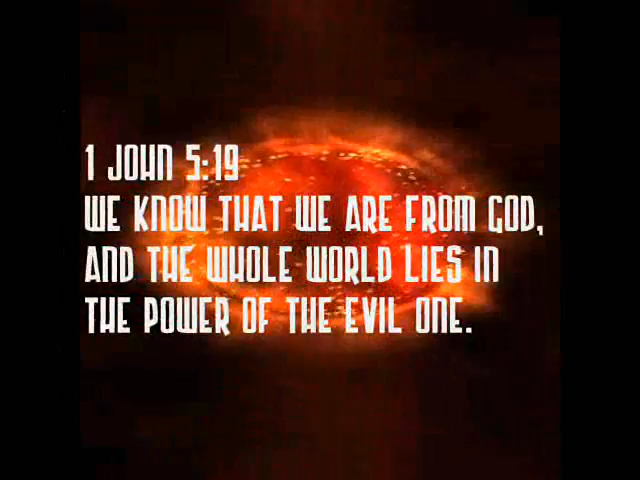 1 JOHN 5:19
WE KNOW THAT WE ARE FROM GOD,
AND THE WHOLE WORLD LIES IN
THE POWER OF THE EVIL ONE.